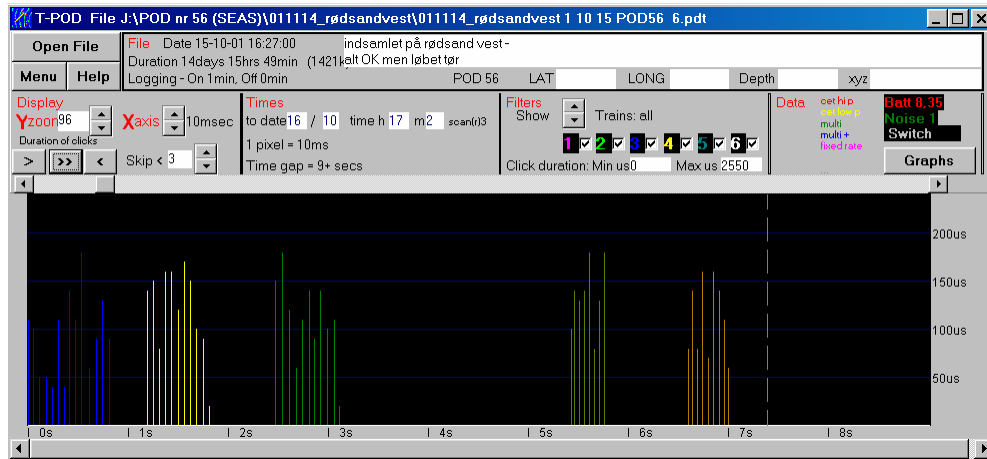 T-POD File J:\POD nr 56 (SEAS)\011114_rødsandvest\011114_rødsandvest 1 10 15 POD56 6.pdt
Open File
Menu Help
File Date 15-10-01 16:27:00
Duration 14days 15hrs 49min (1421k
Logging - On 1min, Off 0min
indsamlet på rødsand vest -
alt OK men løbet tør
POD 56 LAT LONG Depth xyz
Display
Yzoom 96
Duration of clicks
> >> <
Xaxis 10msec
Skip < 3
Times
to date 16 / 10 time h 17 m 2 scan(r)3
1 pixel = 10ms
Time gap = 9+ secs
Filters
Show Trains: all
1 2 3 4 5 6
Click duration: Min us 0 Max us 2550
Data
cet hi p
cet low p
multi
multi +
fixed rate
...
Batt 8,35
Noise 1
Switch
Graphs
200us
150us
100us
50us
0s 1s 2s 3s 4s 5s 6s 7s 8s